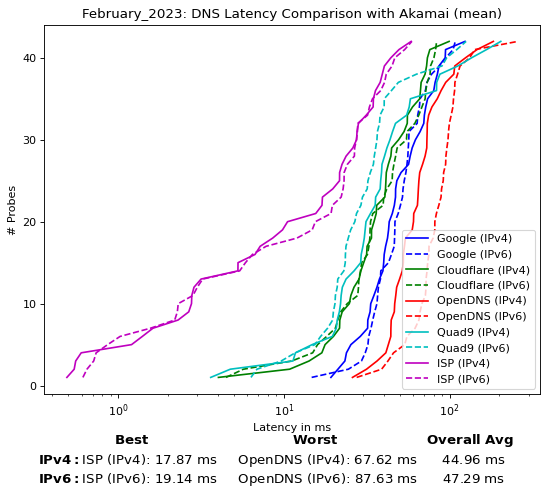 February_2023: DNS Latency Comparison with Akamai (mean)
40
30
20
10
0
# Probes
Google (IPv4)
Google (IPv6)
Cloudflare (IPv4)
Cloudflare (IPv6)
OpenDNS (IPv4)
OpenDNS (IPv6)
Quad9 (IPv4)
Quad9 (IPv6)
ISP (IPv4)
ISP (IPv6)
10⁰ 10¹ 10²
Latency in ms
Best Worst Overall Avg
IPv4: ISP (IPv4): 17.87 ms OpenDNS (IPv4): 67.62 ms 44.96 ms
IPv6: ISP (IPv6): 19.14 ms OpenDNS (IPv6): 87.63 ms 47.29 ms